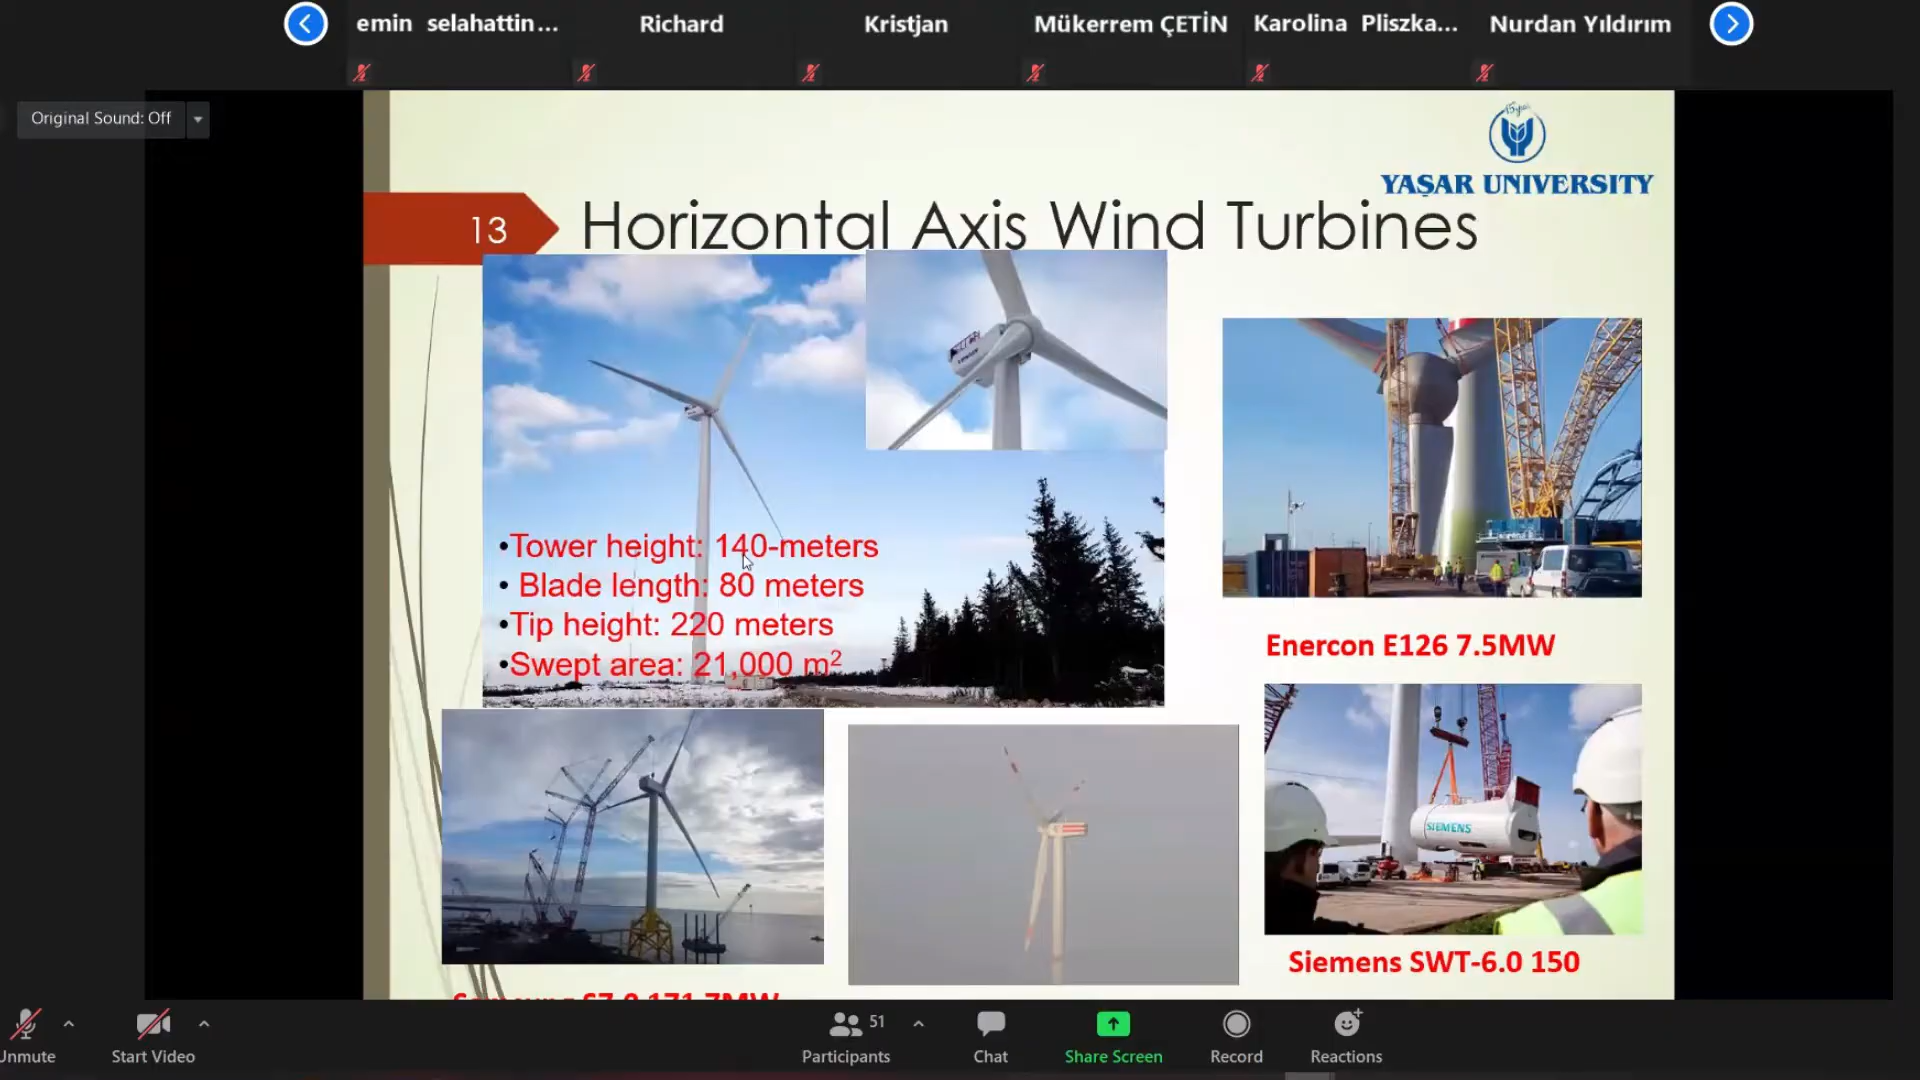 emin selahattin...
Richard
Kristjan
Mükerrem ÇETİN
Karolina Pliszka...
Nurdan Yıldırım
Original Sound: Off
YAŞAR UNIVERSITY
13
Horizontal Axis Wind Turbines
•Tower height: 140-meters
• Blade length: 80 meters
•Tip height: 220 meters
•Swept area: 21,000 m²
Enercon E126 7.5MW
SIEMENS
Siemens SWT-6.0 150
Unmute
Start Video
51
Participants
Chat
Share Screen
Record
Reactions